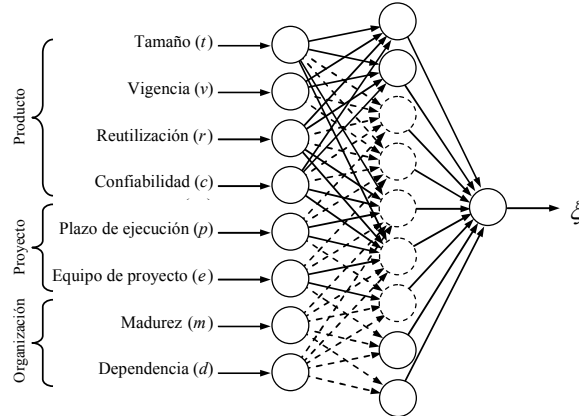 Producto
Tamaño (t)
Vigencia (v)
Reutilización (r)
Confiabilidad (c)
Proyecto
Plazo de ejecución (p)
Equipo de proyecto (e)
Organización
Madurez (m)
Dependencia (d)
ξ